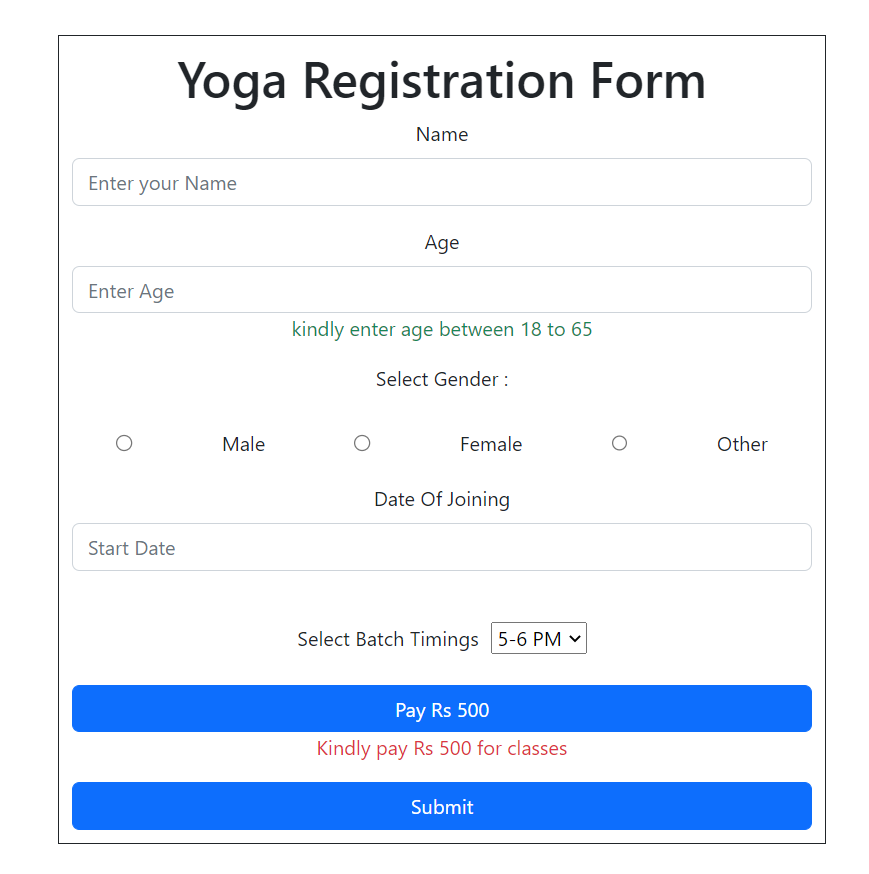 Yoga Registration Form
Name
Enter your Name
Age
Enter Age
kindly enter age between 18 to 65
Select Gender :
Male Female Other
Date Of Joining
Start Date
Select Batch Timings 5-6 PM
Pay Rs 500
Kindly pay Rs 500 for classes
Submit